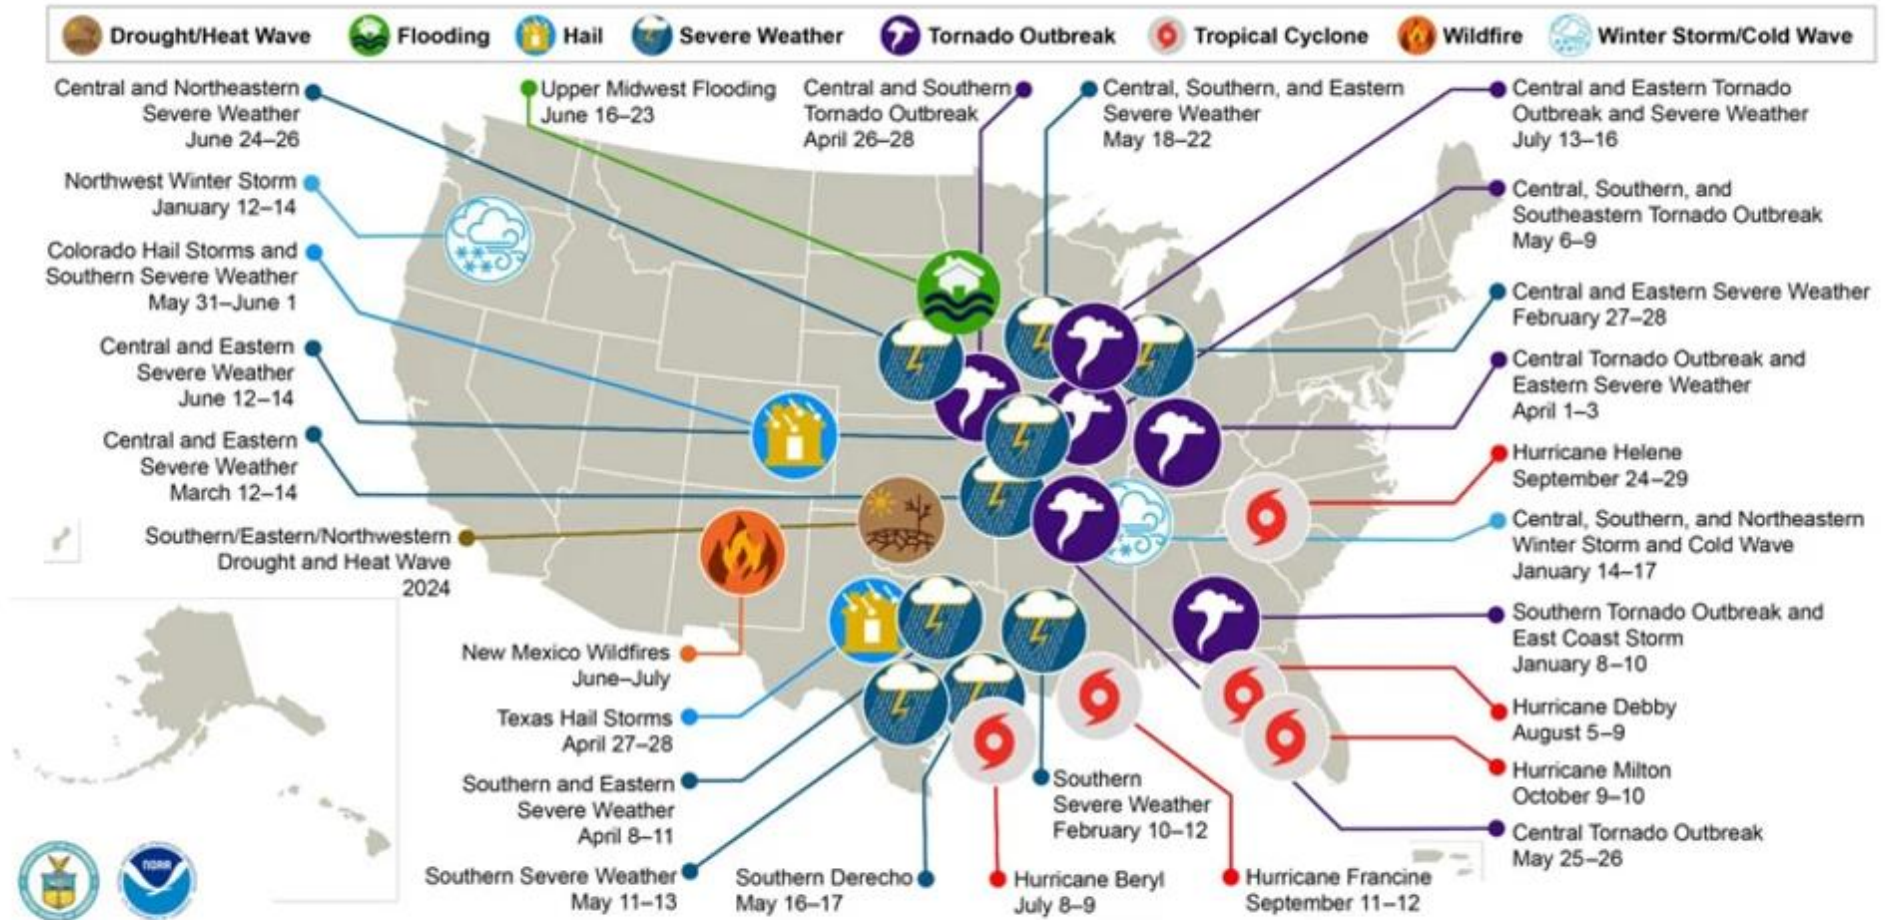 Drought/Heat Wave
Flooding
Hail
Severe Weather
Tornado Outbreak
Tropical Cyclone
Wildfire
Winter Storm/Cold Wave
Central and Northeastern
Severe Weather
June 24–26
Upper Midwest Flooding
June 16–23
Central and Southern
Tornado Outbreak
April 26–28
Central, Southern, and Eastern
Severe Weather
May 18–22
Central and Eastern Tornado
Outbreak and Severe Weather
July 13–16
Northwest Winter Storm
January 12–14
Central, Southern, and
Southeastern Tornado Outbreak
May 6–9
Colorado Hail Storms and
Southern Severe Weather
May 31–June 1
Central and Eastern Severe Weather
February 27–28
Central and Eastern
Severe Weather
June 12–14
Central Tornado Outbreak and
Eastern Severe Weather
April 1–3
Central and Eastern
Severe Weather
March 12–14
Hurricane Helene
September 24–29
Southern/Eastern/Northwestern
Drought and Heat Wave
2024
Central, Southern, and Northeastern
Winter Storm and Cold Wave
January 14–17
New Mexico Wildfires
June–July
Southern Tornado Outbreak and
East Coast Storm
January 8–10
Texas Hail Storms
April 27–28
Hurricane Debby
August 5–9
Southern and Eastern
Severe Weather
April 8–11
Southern
Severe Weather
February 10–12
Hurricane Milton
October 9–10
Central Tornado Outbreak
May 25–26
Southern Severe Weather
May 11–13
Southern Derecho
May 16–17
Hurricane Beryl
July 8–9
Hurricane Francine
September 11–12
NOAA